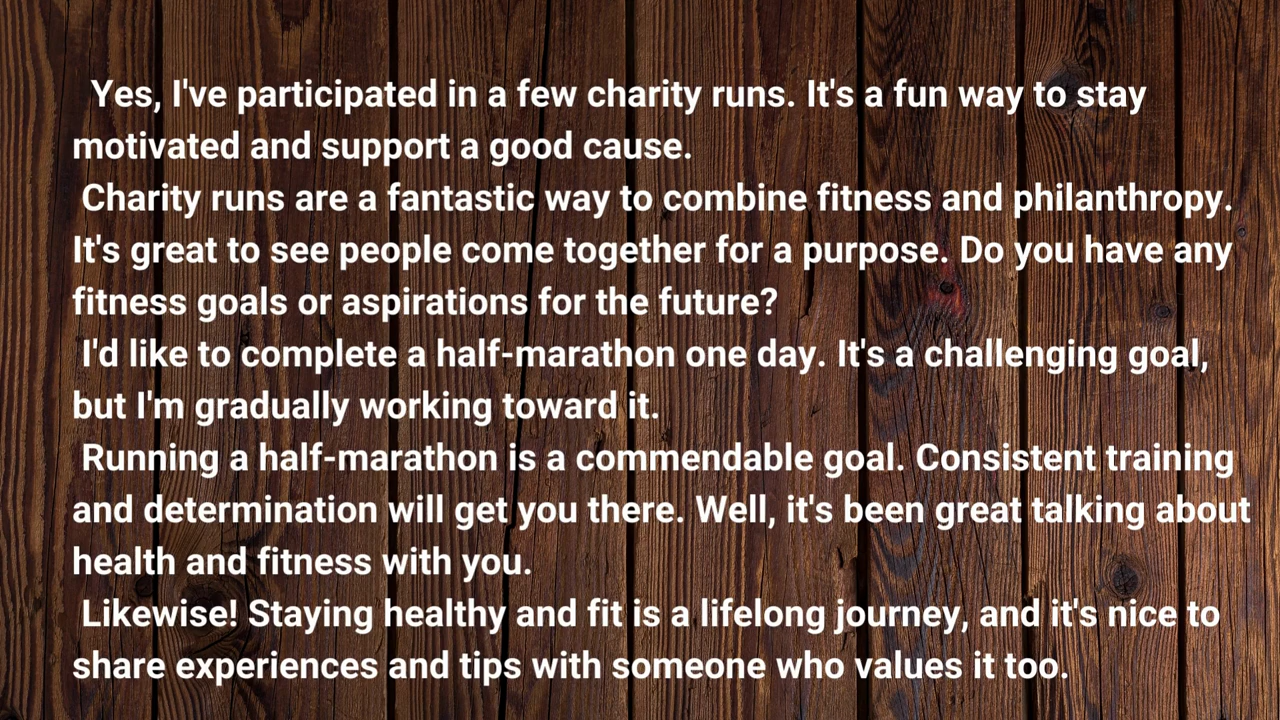 Yes, I've participated in a few charity runs. It's a fun way to stay
motivated and support a good cause.
Charity runs are a fantastic way to combine fitness and philanthropy.
It's great to see people come together for a purpose. Do you have any
fitness goals or aspirations for the future?
I'd like to complete a half-marathon one day. It's a challenging goal,
but I'm gradually working toward it.
Running a half-marathon is a commendable goal. Consistent training
and determination will get you there. Well, it's been great talking about
health and fitness with you.
Likewise! Staying healthy and fit is a lifelong journey, and it's nice to
share experiences and tips with someone who values it too.